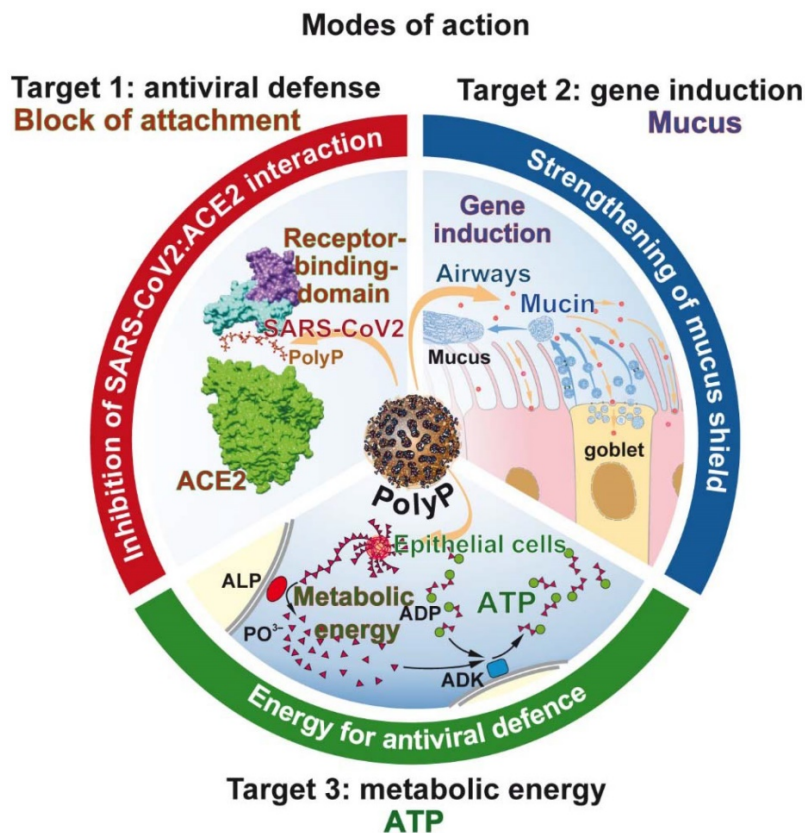 Modes of action
Target 1: antiviral defense
Block of attachment
Target 2: gene induction
Mucus
Inhibition of SARS-CoV2:ACE2 interaction
Strengthening of mucus shield
Receptor-
binding-
domain
SARS-CoV2
PolyP
ACE2
Gene
induction
Airways
Mucin
Mucus
goblet
PolyP
Epithelial cells
ALP
Metabolic
energy
PO³⁻
ADP
ATP
ADK
Energy for antiviral defence
Target 3: metabolic energy
ATP